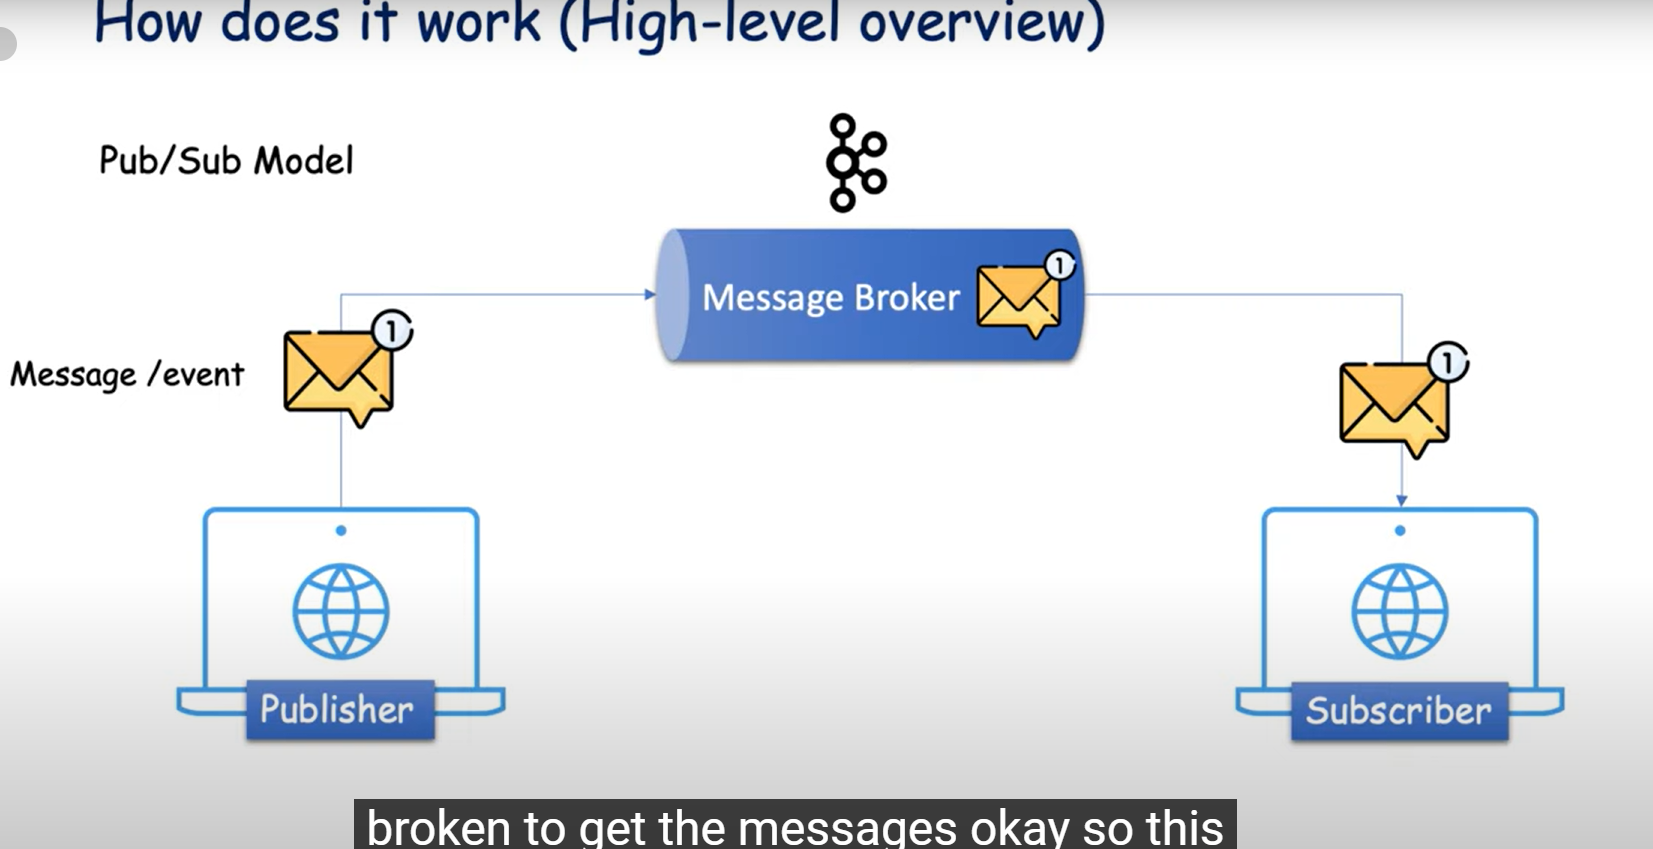 How does it work (High-level overview)
Pub/Sub Model
Message Broker
1
1
Message /event
1
Publisher
Subscriber
broken to get the messages okay so this